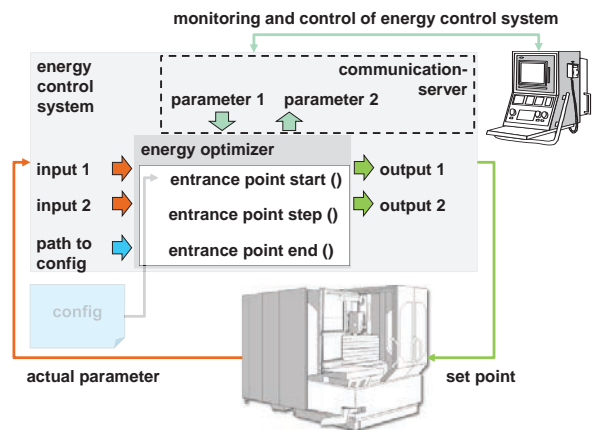 monitoring and control of energy control system
energy
control
system
communication-
server
parameter 1
parameter 2
energy optimizer
input 1
entrance point start ()
output 1
input 2
entrance point step ()
output 2
path to
config
entrance point end ()
config
actual parameter
set point